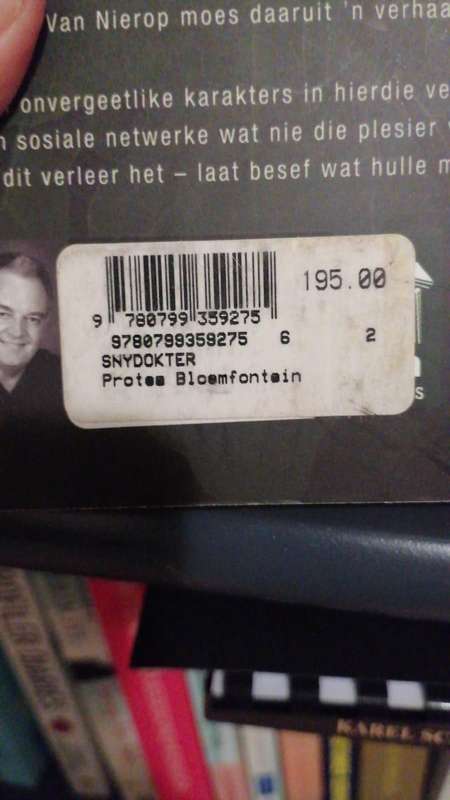 Van Nierop moes daaruit 'n verhaa
onvergeetlike karakters in hierdie ve
sosiale netwerke wat nie die plesier
dit verleer het – laat besef wat hulle m
195.00
9 780799 359275
9780799359275 6 2
SNYDOKTER
Protea Bloemfontein
KAREL SC